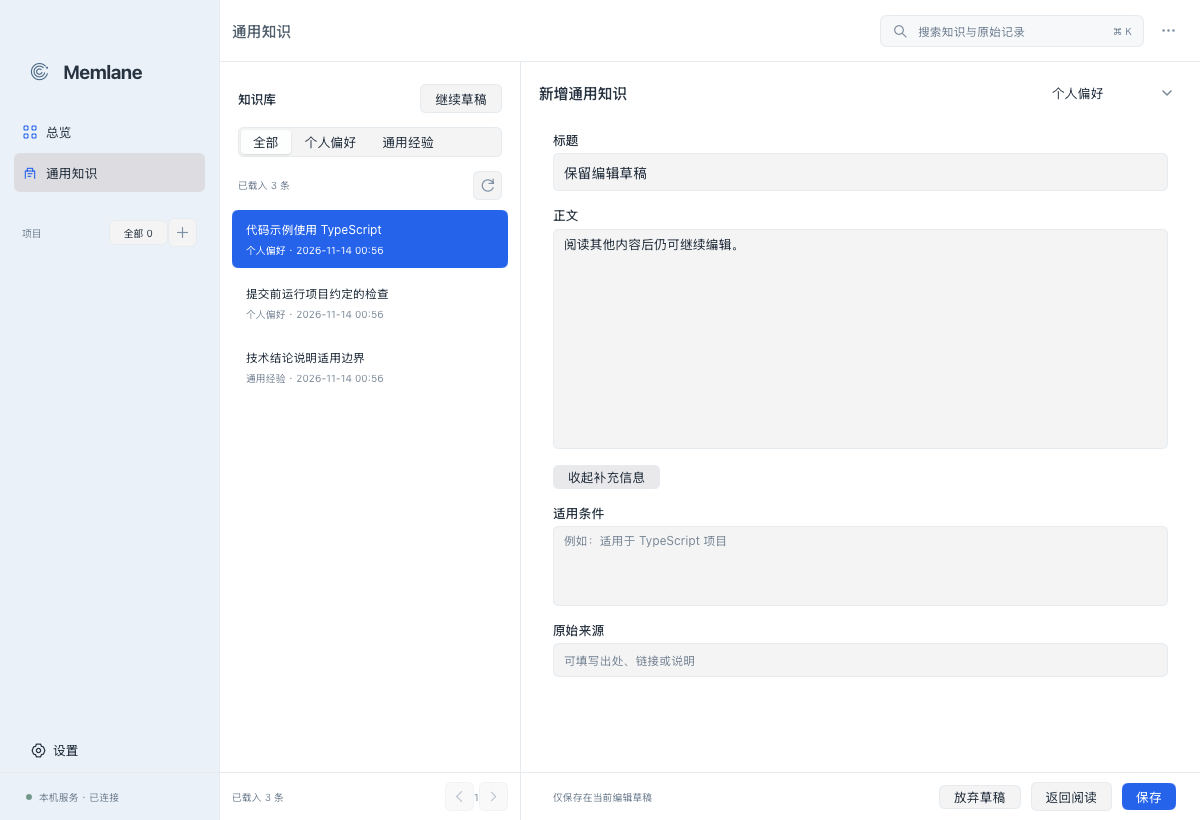 通用知识
搜索知识与原始记录
⌘ K
Memlane
总览
通用知识
项目
全部 0
设置
本机服务 · 已连接
知识库
继续草稿
全部
个人偏好
通用经验
已载入 3 条
代码示例使用 TypeScript
个人偏好 · 2026-11-14 00:56
提交前运行项目约定的检查
个人偏好 · 2026-11-14 00:56
技术结论说明适用边界
通用经验 · 2026-11-14 00:56
已载入 3 条
1
新增通用知识
个人偏好
标题
保留编辑草稿
正文
阅读其他内容后仍可继续编辑。
收起补充信息
适用条件
例如：适用于 TypeScript 项目
原始来源
可填写出处、链接或说明
仅保存在当前编辑草稿
放弃草稿
返回阅读
保存